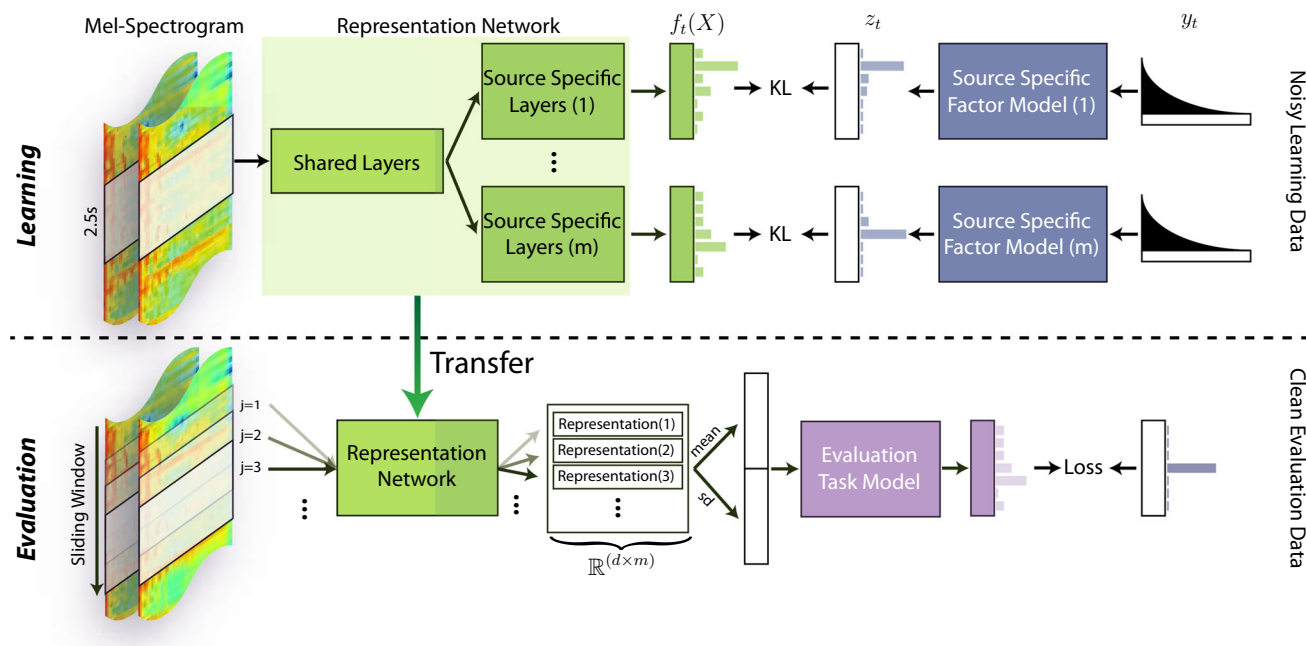 Mel-Spectrogram
Representation Network
f_t(X)
z_t
y_t
Learning
2.5s
Shared Layers
Source Specific
Layers (1)
Source Specific
Layers (m)
KL
KL
Source Specific
Factor Model (1)
Source Specific
Factor Model (m)
Noisy Learning Data
Transfer
Evaluation
Sliding Window
j=1
j=2
j=3
Representation
Network
Representation(1)
Representation(2)
Representation(3)
ℝ^(d×m)
mean
sd
Evaluation
Task Model
Loss
Clean Evaluation Data